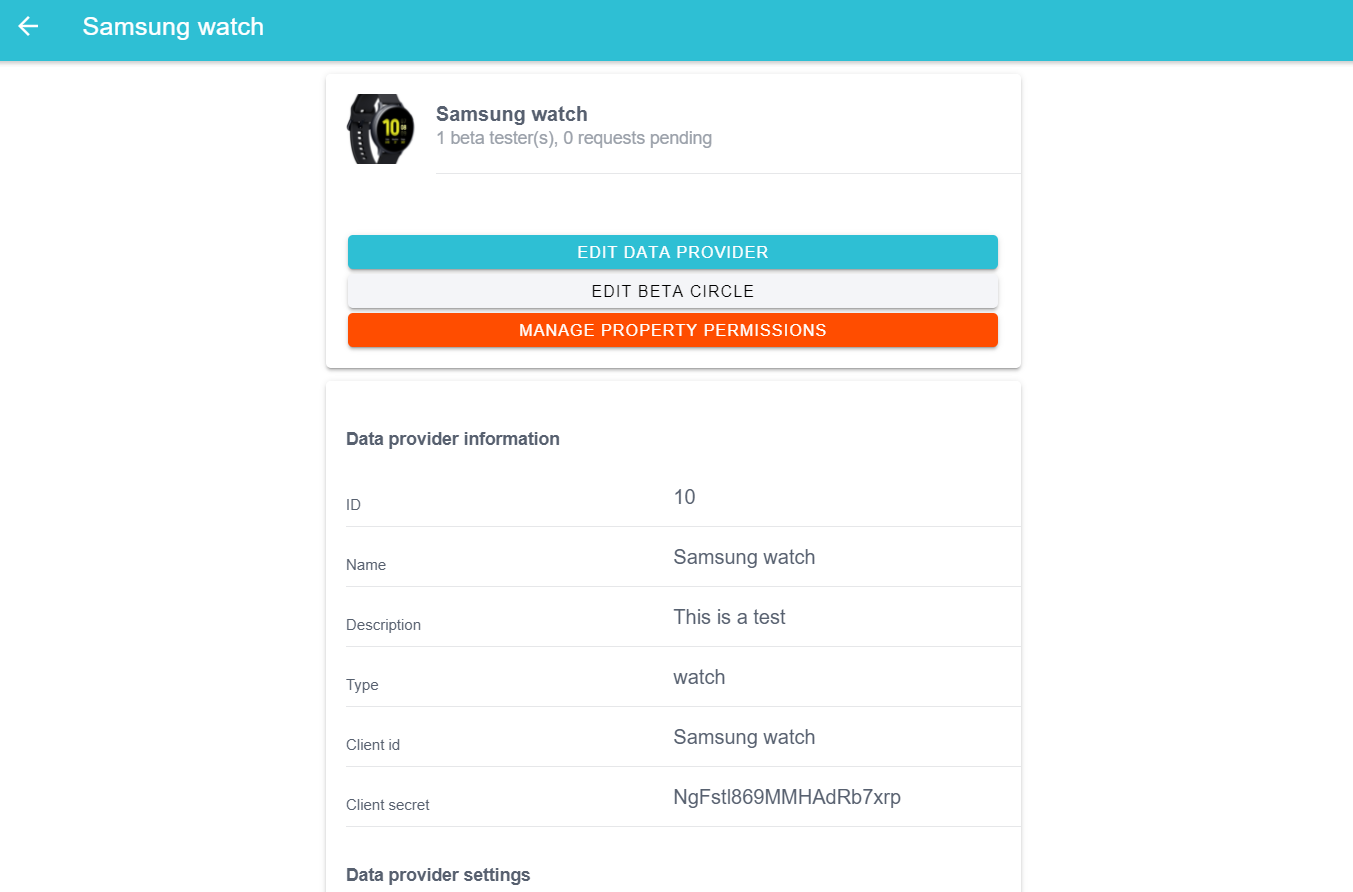 Samsung watch
10
Samsung watch
1 beta tester(s), 0 requests pending
EDIT DATA PROVIDER
EDIT BETA CIRCLE
MANAGE PROPERTY PERMISSIONS
Data provider information
ID 10
Name Samsung watch
Description This is a test
Type watch
Client id Samsung watch
Client secret NgFstl869MMHAdRb7xrp
Data provider settings